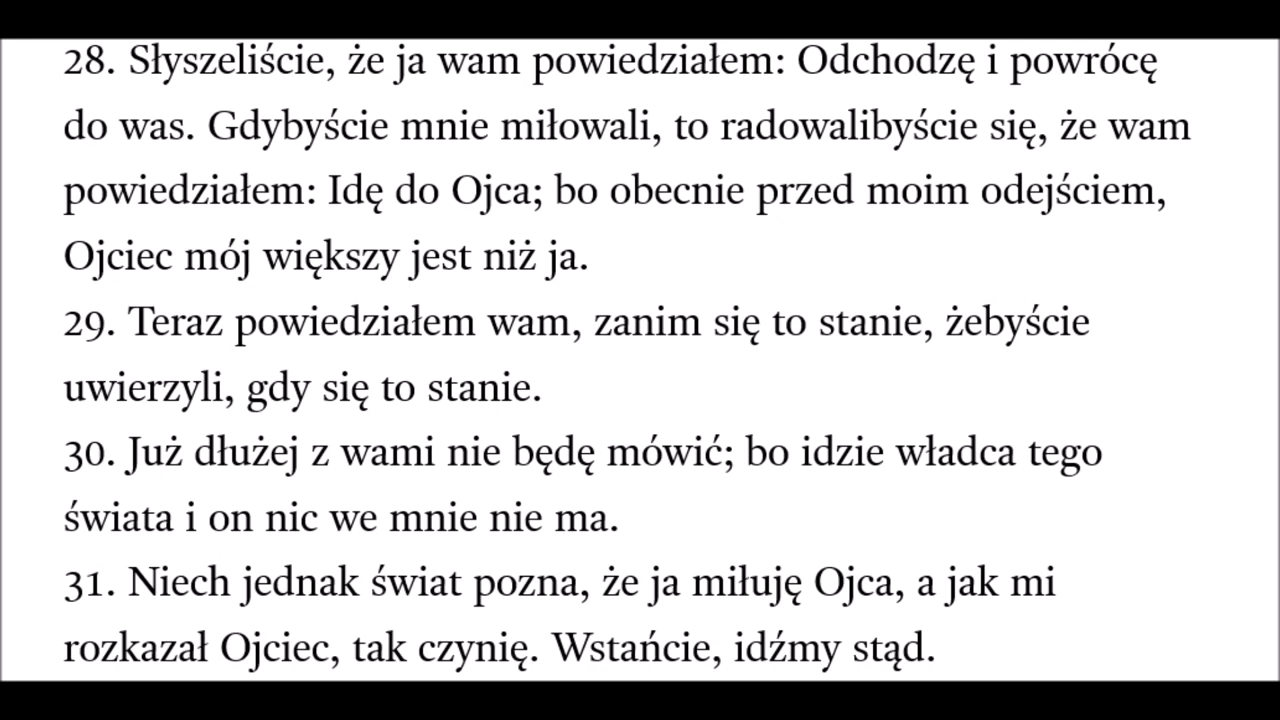 28. Słyszeliście, że ja wam powiedziałem: Odchodzę i powrócę
do was. Gdybyście mnie miłowali, to radowalibyście się, że wam
powiedziałem: Idę do Ojca; bo obecnie przed moim odejściem,
Ojciec mój większy jest niż ja.
29. Teraz powiedziałem wam, zanim się to stanie, żebyście
uwierzyli, gdy się to stanie.
30. Już dłużej z wami nie będę mówić; bo idzie władca tego
świata i on nic we mnie nie ma.
31. Niech jednak świat pozna, że ja miłuję Ojca, a jak mi
rozkazał Ojciec, tak czynię. Wstańcie, idźmy stąd.